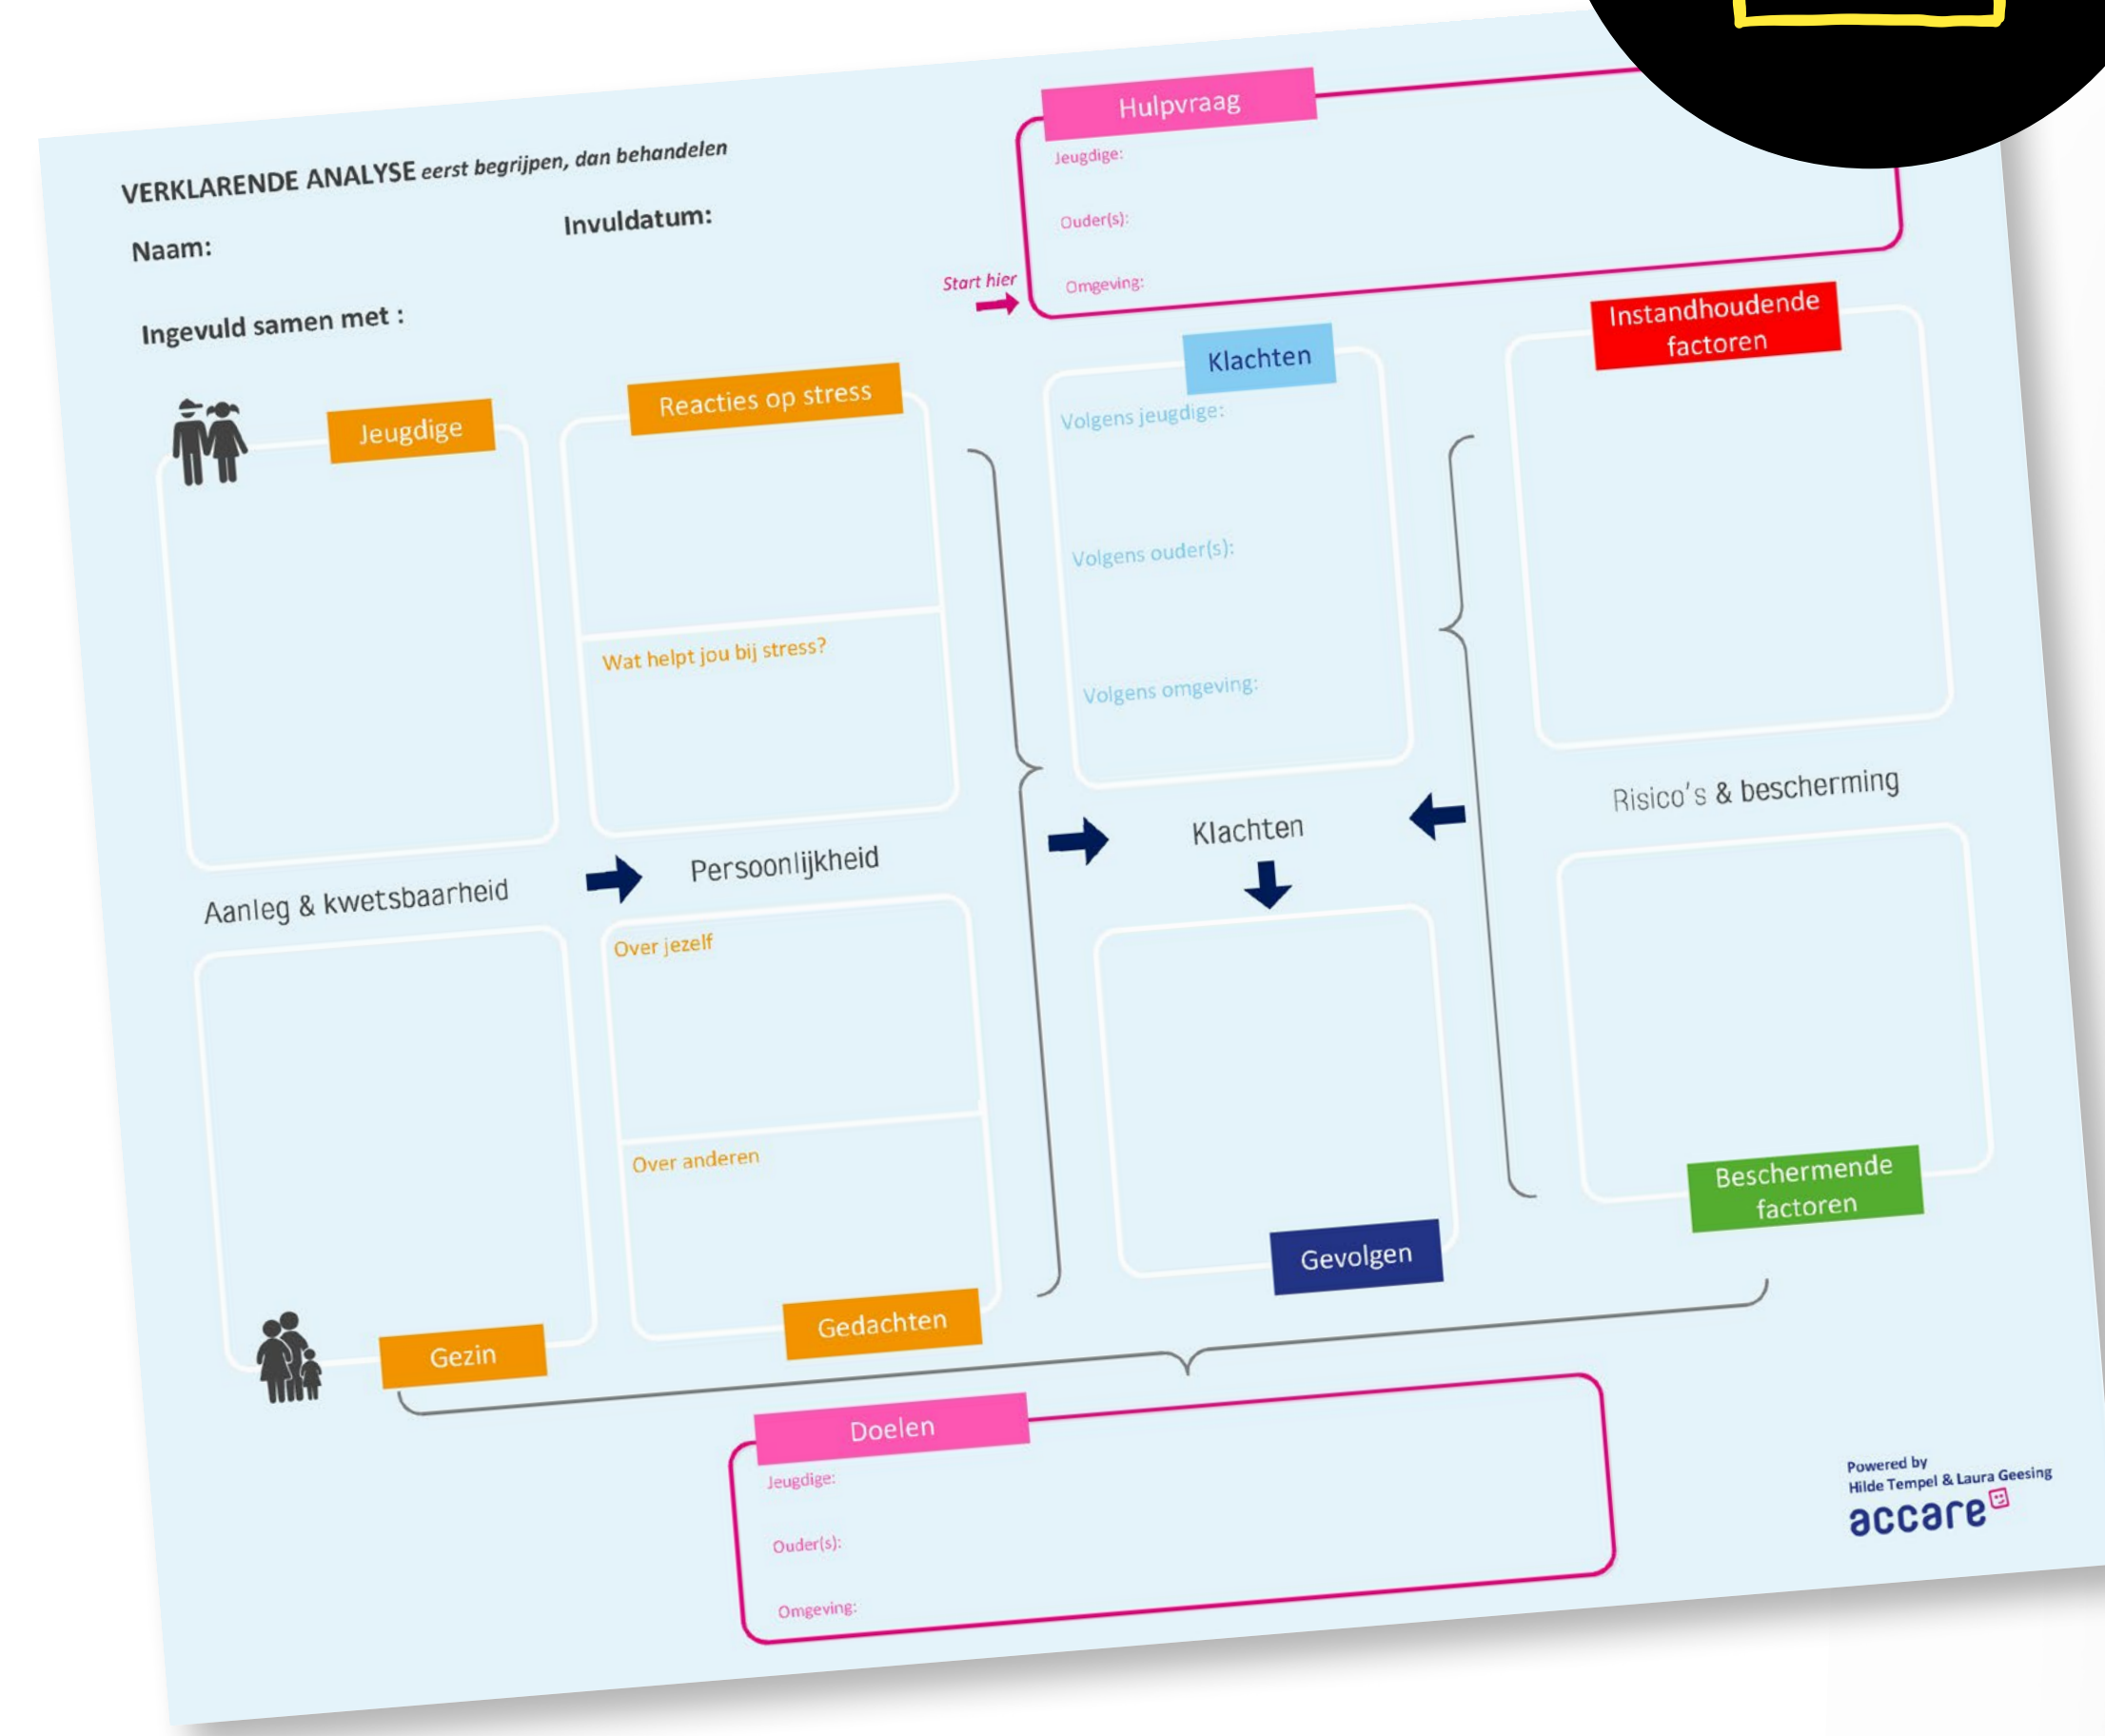 VERKLARENDE ANALYSE eerst begrijpen, dan behandelen
Naam:
Invuldatum:
Ingevuld samen met :
Hulpvraag
Jeugdige:
Ouder(s):
Omgeving:
Start hier
Jeugdige
Reacties op stress
Wat helpt jou bij stress?
Klachten
Volgens jeugdige:
Volgens ouder(s):
Volgens omgeving:
Instandhoudende
factoren
Aanleg & kwetsbaarheid
Persoonlijkheid
Klachten
Risico's & bescherming
Over jezelf
Over anderen
Gezin
Gedachten
Gevolgen
Beschermende
factoren
Doelen
Jeugdige:
Ouder(s):
Omgeving:
Powered by
Hilde Tempel & Laura Geesing
accare